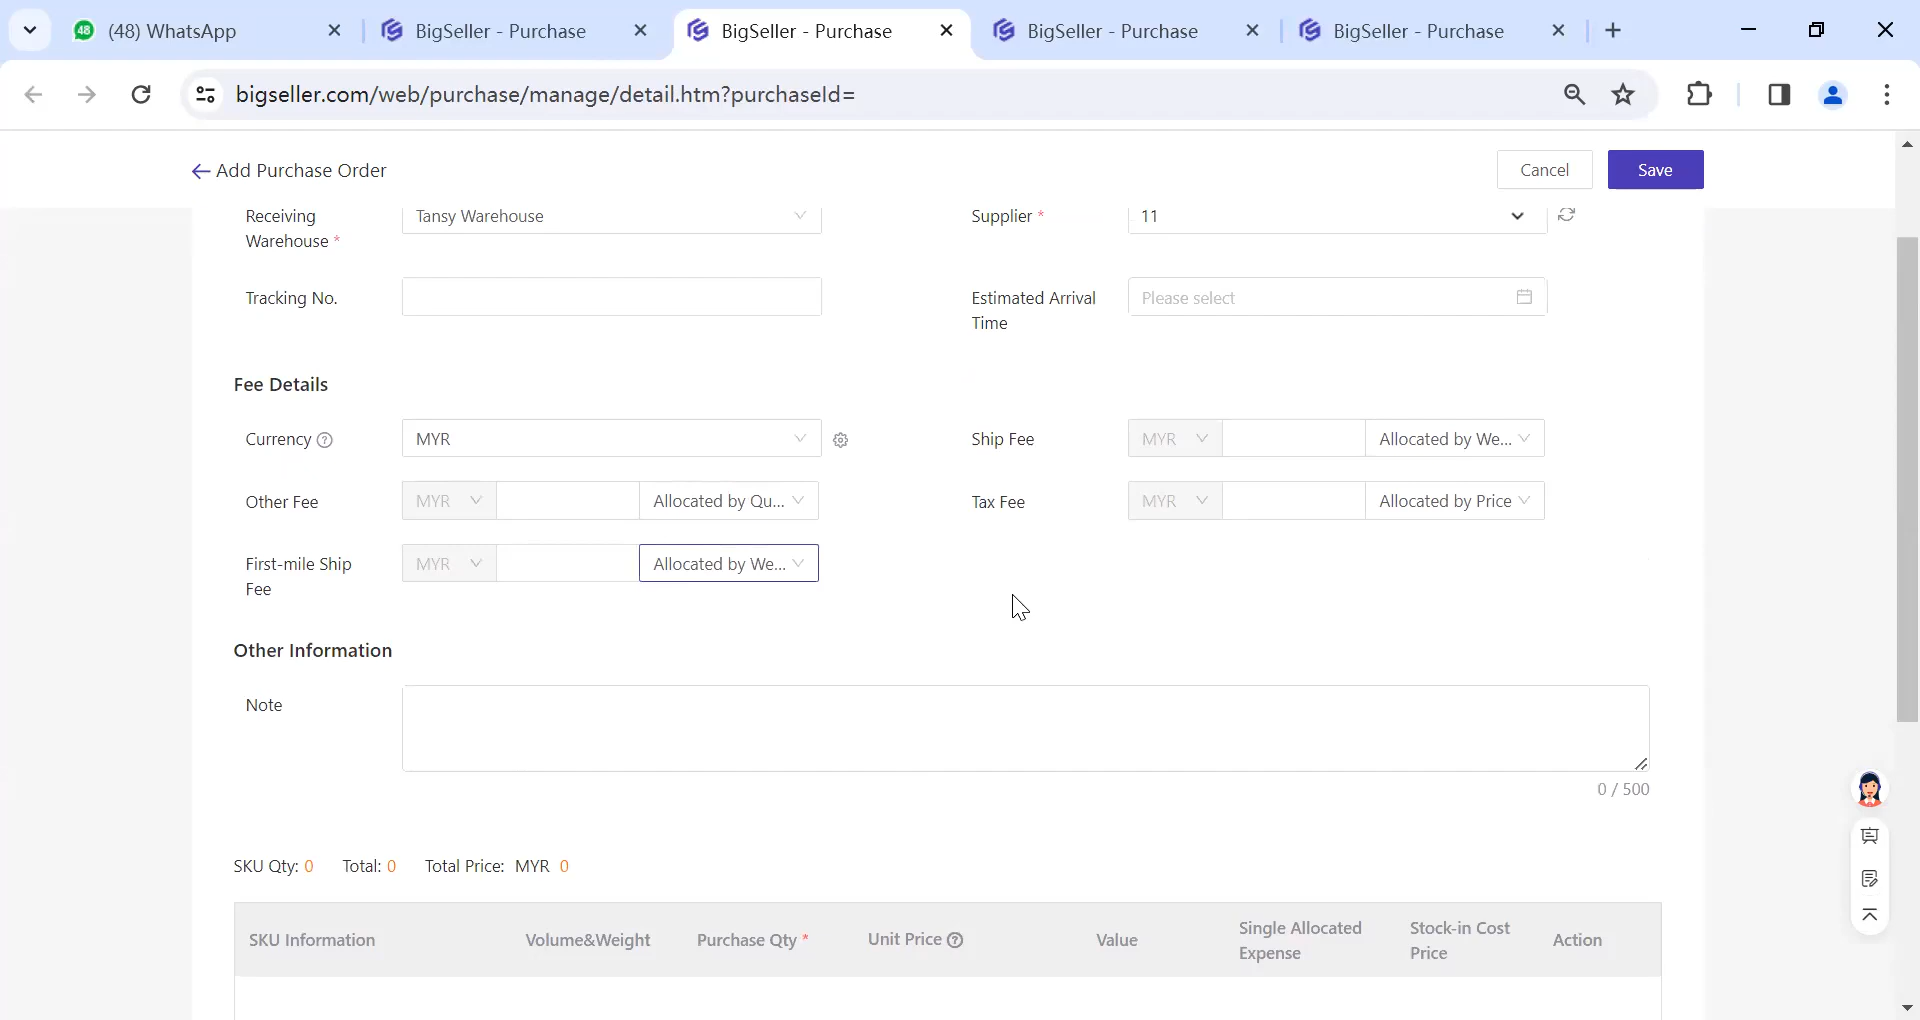 48 (48) WhatsApp
BigSeller - Purchase
BigSeller - Purchase
BigSeller - Purchase
BigSeller - Purchase
bigseller.com/web/purchase/manage/detail.htm?purchaseId=
Add Purchase Order
Cancel
Save
Receiving
Warehouse *
Tansy Warehouse
Supplier *
11
Tracking No.
Estimated Arrival
Time
Please select
Fee Details
Currency
MYR
Ship Fee
MYR
Allocated by We...
Other Fee
MYR
Allocated by Qu...
Tax Fee
MYR
Allocated by Price
First-mile Ship
Fee
MYR
Allocated by We...
Other Information
Note
0 / 500
SKU Qty: 0 Total: 0 Total Price: MYR 0
SKU Information
Volume&Weight
Purchase Qty *
Unit Price
Value
Single Allocated
Expense
Stock-in Cost
Price
Action